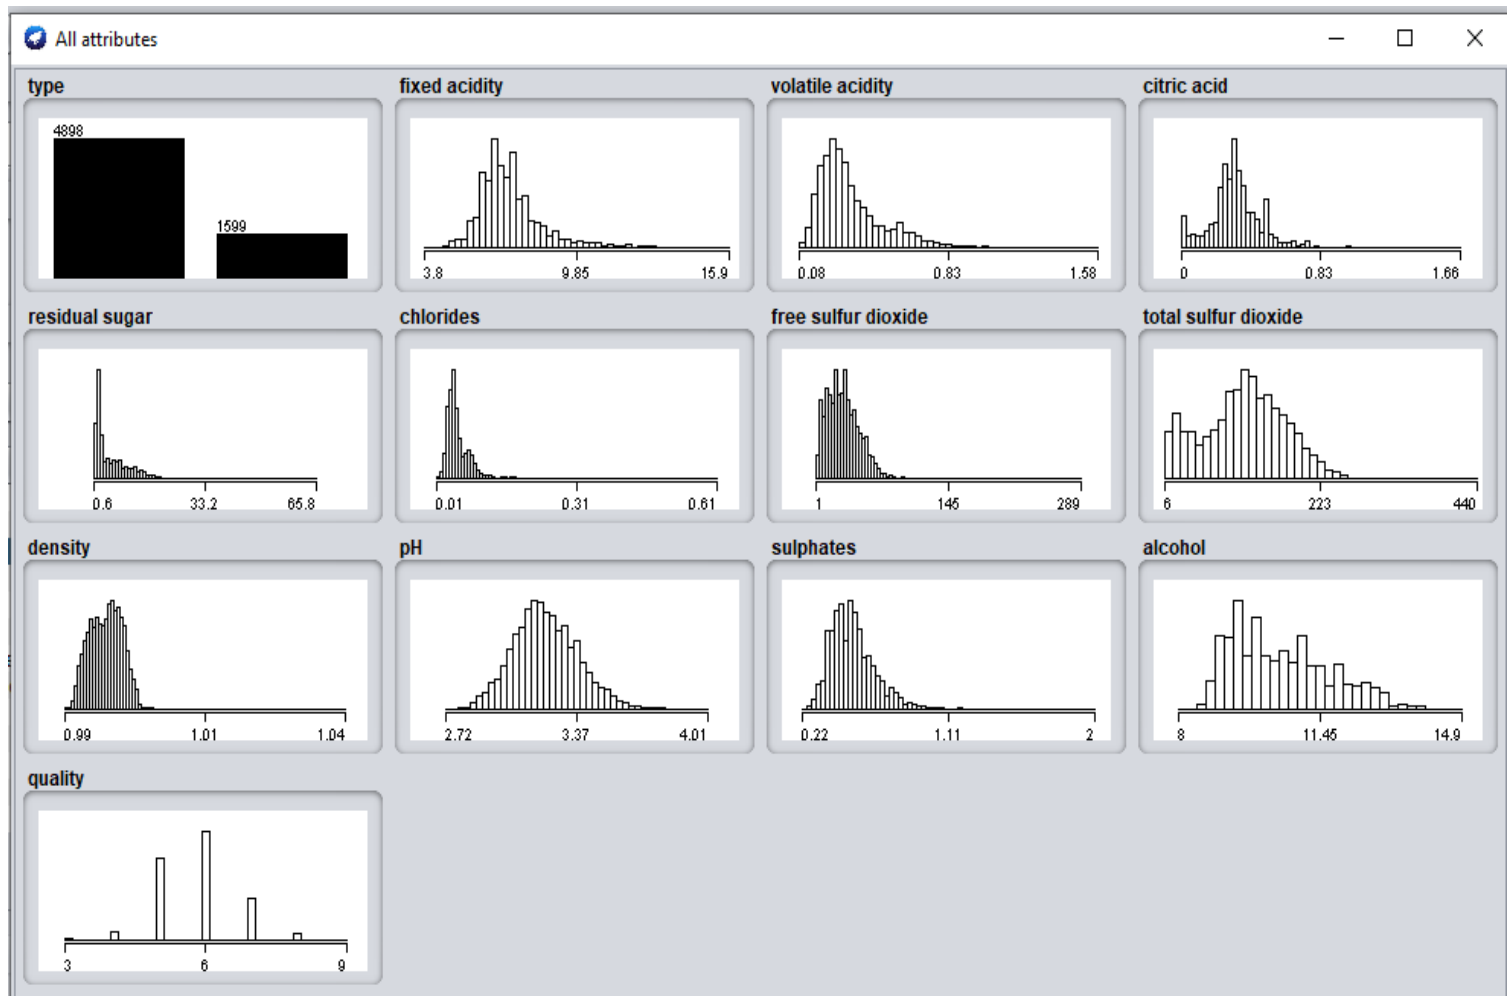 All attributes
type
fixed acidity
volatile acidity
citric acid
4898
1599
3.8 9.85 15.9
0.08 0.83 1.58
0 0.83 1.66
residual sugar
chlorides
free sulfur dioxide
total sulfur dioxide
0.6 33.2 65.8
0.01 0.31 0.61
1 145 289
6 223 440
density
pH
sulphates
alcohol
0.99 1.01 1.04
2.72 3.37 4.01
0.22 1.11 2
8 11.45 14.9
quality
3 6 9